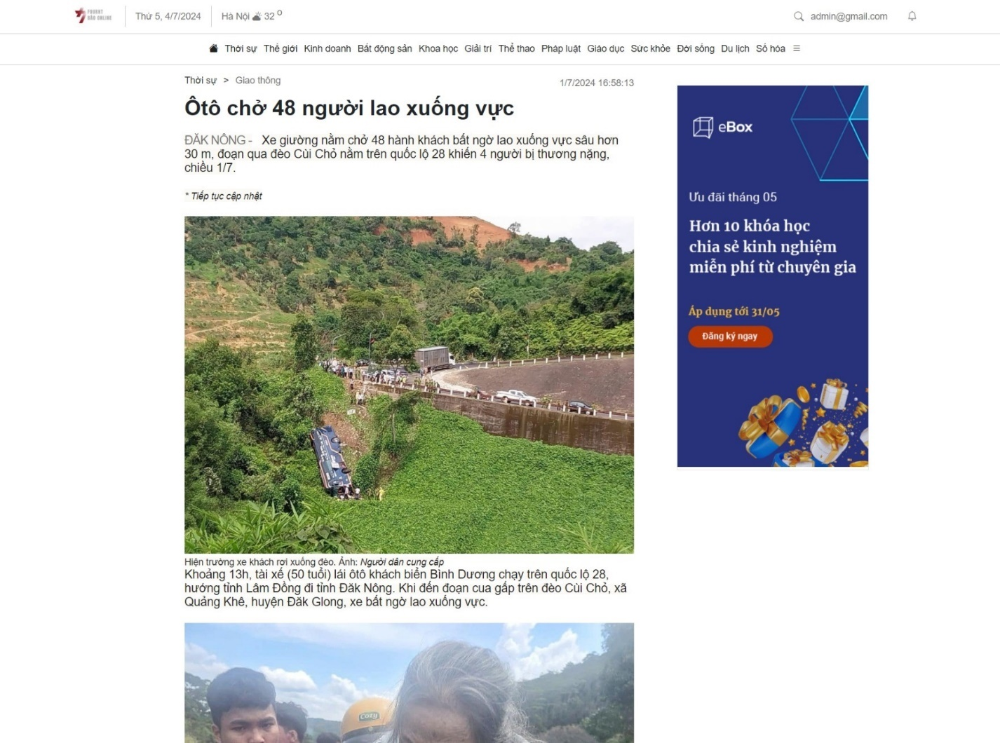 FOURHT
BÁO ONLINE
Thứ 5, 4/7/2024
Hà Nội 32 °
admin@gmail.com
Thời sự Thế giới Kinh doanh Bất động sản Khoa học Giải trí Thể thao Pháp luật Giáo dục Sức khỏe Đời sống Du lịch Số hóa
Thời sự > Giao thông
1/7/2024 16:58:13
Ôtô chở 48 người lao xuống vực
ĐĂK NÔNG - Xe giường nằm chở 48 hành khách bất ngờ lao xuống vực sâu hơn
30 m, đoạn qua đèo Cùi Chỏ nằm trên quốc lộ 28 khiến 4 người bị thương nặng,
chiều 1/7.
* Tiếp tục cập nhật
Hiện trường xe khách rơi xuống đèo. Ảnh: Người dân cung cấp
Khoảng 13h, tài xế (50 tuổi) lái ôtô khách biển Bình Dương chạy trên quốc lộ 28,
hướng tỉnh Lâm Đồng đi tỉnh Đăk Nông. Khi đến đoạn cua gấp trên đèo Cùi Chỏ, xã
Quảng Khê, huyện Đăk Glong, xe bất ngờ lao xuống vực.
Cozy
eBox
Ưu đãi tháng 05
Hơn 10 khóa học
chia sẻ kinh nghiệm
miễn phí từ chuyên gia
Áp dụng tới 31/05
Đăng ký ngay